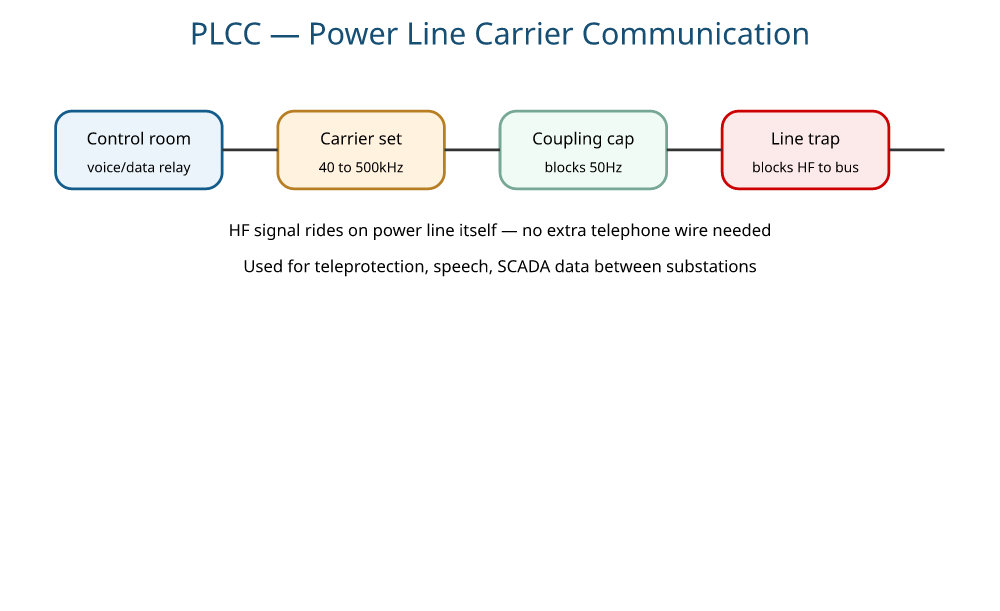 PLCC — Power Line Carrier Communication
Control room
voice/data relay
Carrier set
40 to 500kHz
Coupling cap
blocks 50Hz
Line trap
blocks HF to bus
HF signal rides on power line itself — no extra telephone wire needed
Used for teleprotection, speech, SCADA data between substations